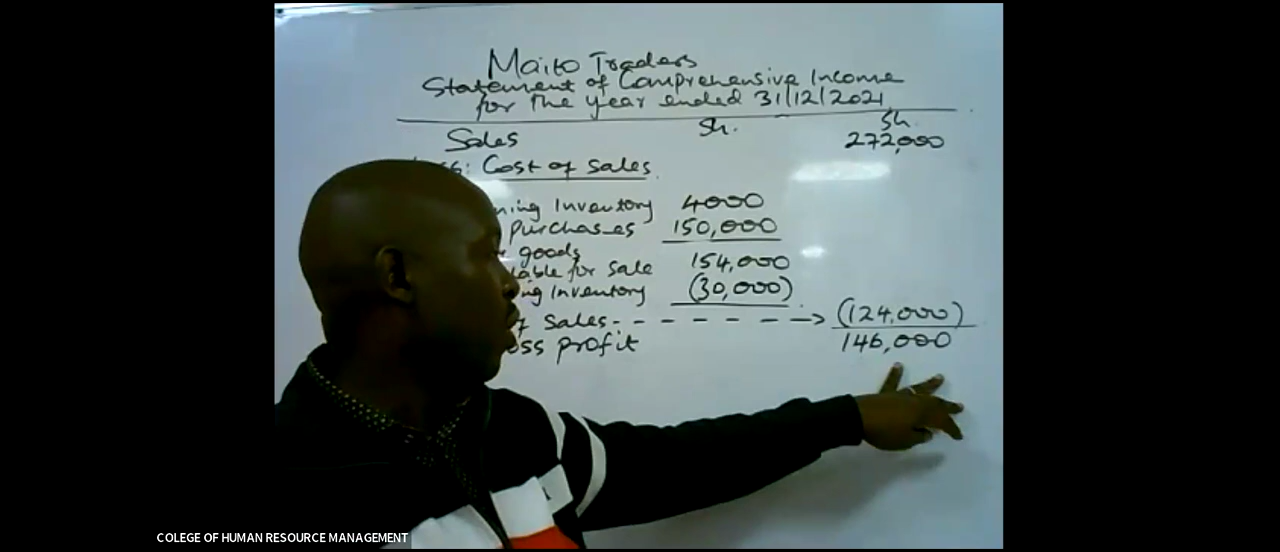 Maito Traders
Statement of Comprehensive Income
for the year ended 31/12/2021
Sh. Sh.
Sales 272,000
Cost of sales
Inventory 4000
purchases 150,000
goods
for sale 154,000
Inventory (30,000)
sales - - - - - - -> (124,000)
profit 146,000
COLEGE OF HUMAN RESOURCE MANAGEMENT